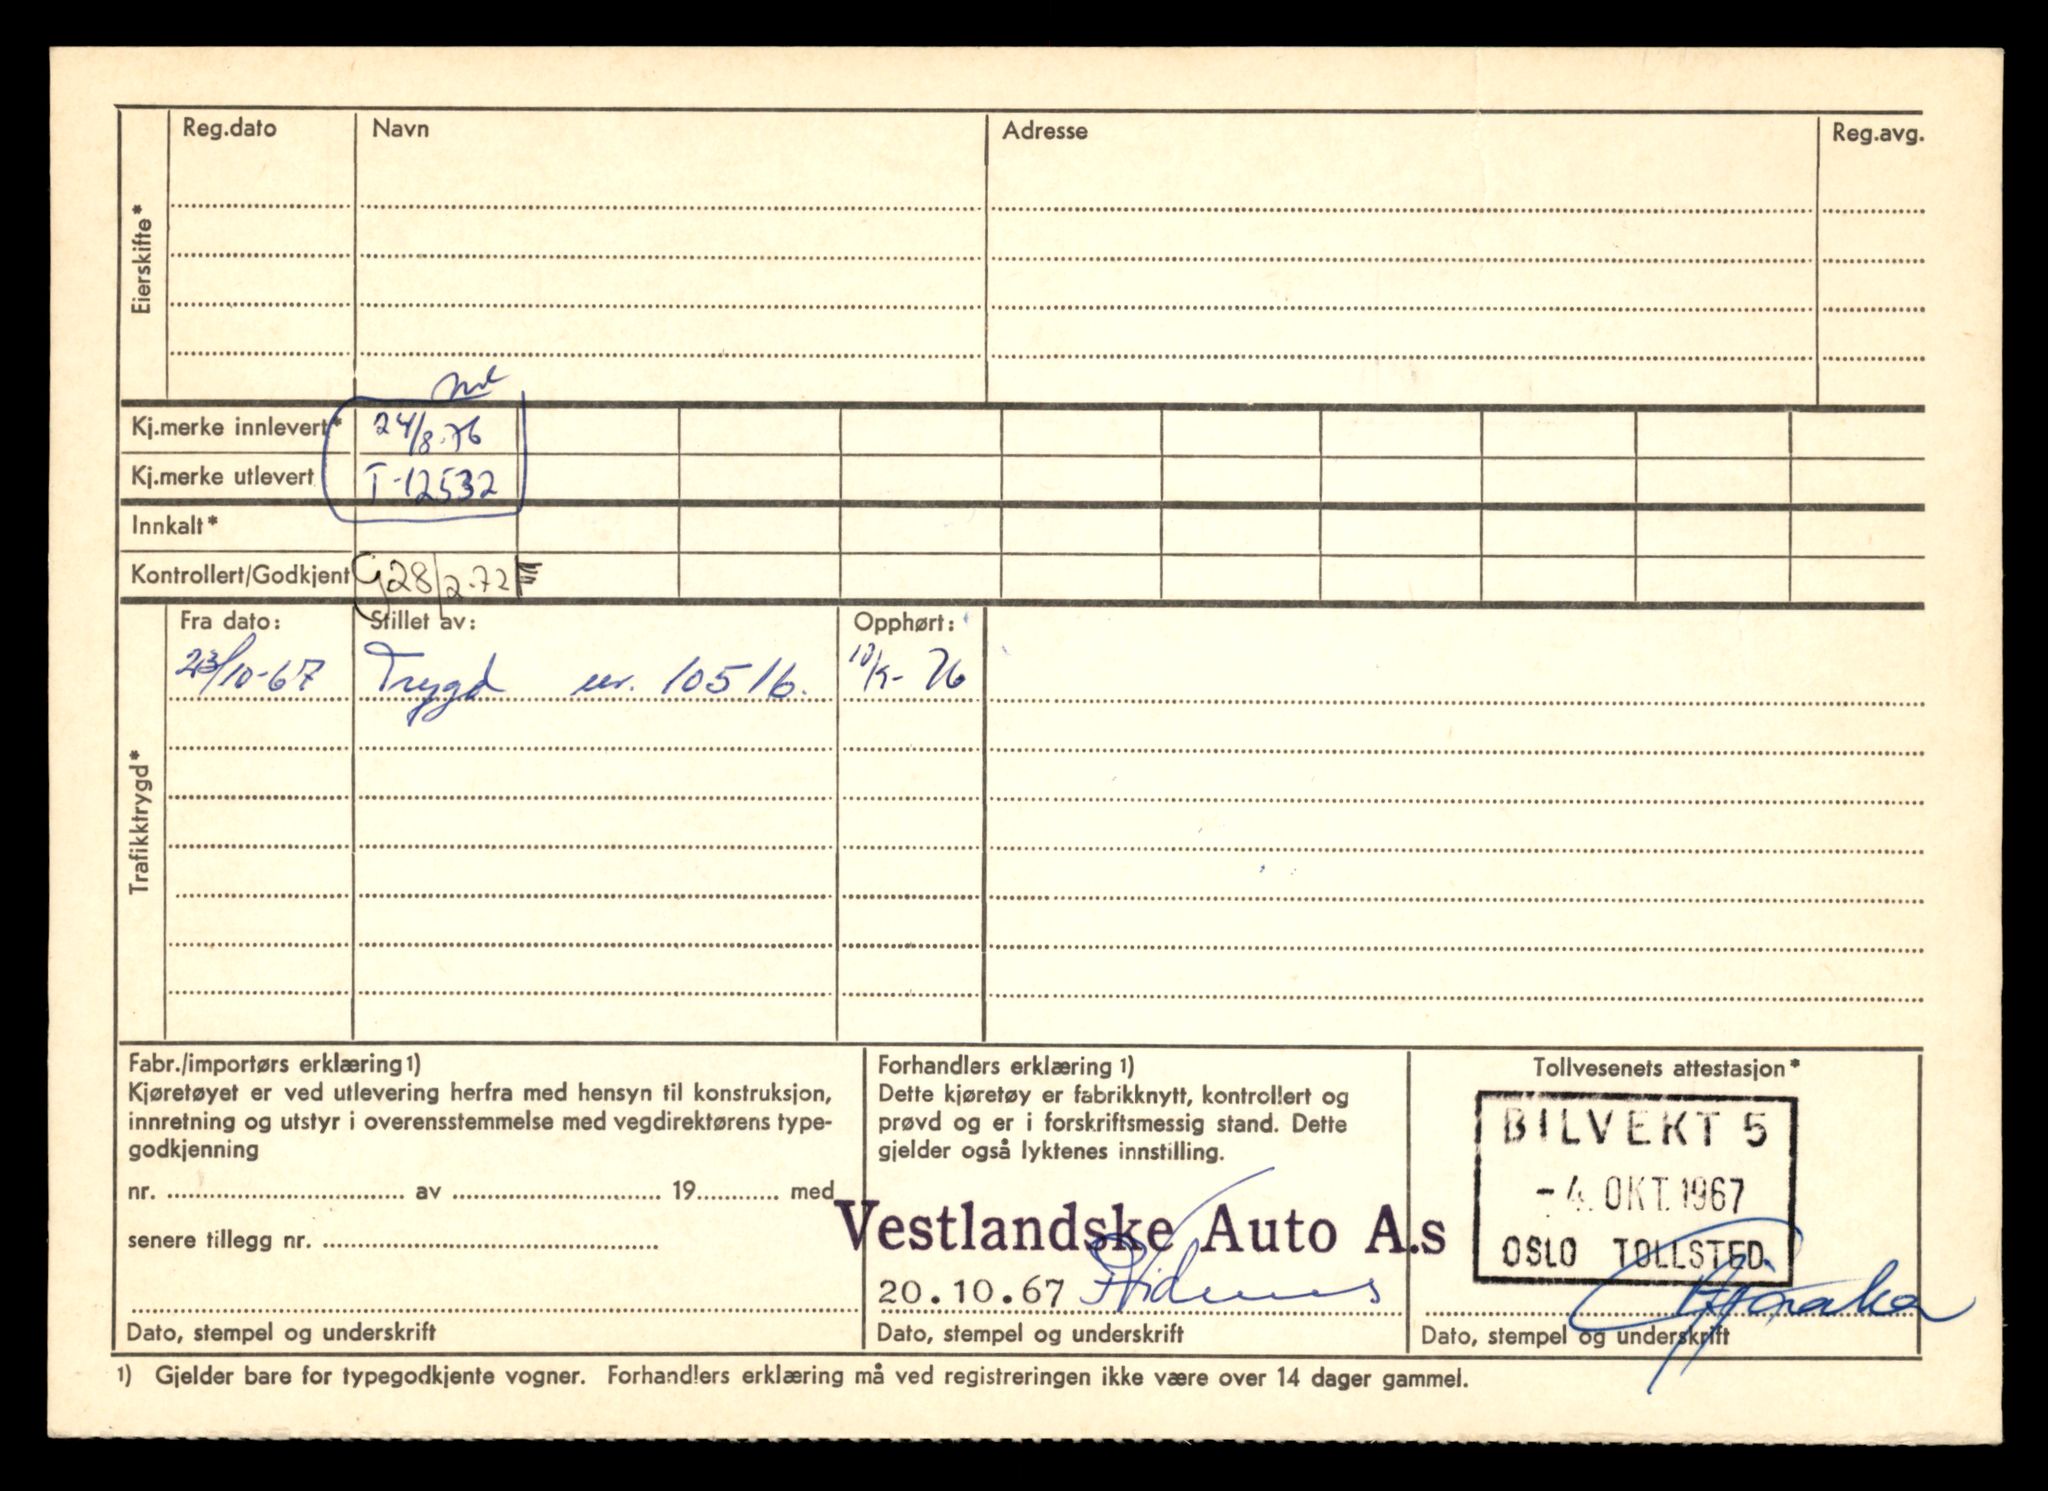 Eierskifte*
Reg.dato Navn Adresse Reg.avg.
Kj.merke innlevert* 24/8-76
Kj.merke utlevert T-12532
Innkalt*
Kontrollert/Godkjent G 28/2-72
Trafikktrygd*
Fra dato: Stillet av: Opphørt:
23/10-67 Trygd nr. 10516. 76
Fabr./importørs erklæring 1)
Kjøretøyet er ved utlevering herfra med hensyn til konstruksjon,
innretning og utstyr i overensstemmelse med vegdirektørens type-
godkjenning
nr. av 19 med
senere tillegg nr.
Dato, stempel og underskrift
Forhandlers erklæring 1)
Dette kjøretøy er fabrikknytt, kontrollert og
prøvd og er i forskriftsmessig stand. Dette
gjelder også lyktenes innstilling.
Vestlandske Auto A.s
20.10.67
Dato, stempel og underskrift
Tollvesenets attestasjon*
BILVEKT 5
-4. OKT. 1967
OSLO TOLLSTED
Dato, stempel og underskrift
1) Gjelder bare for typegodkjente vogner. Forhandlers erklæring må ved registreringen ikke være over 14 dager gammel.